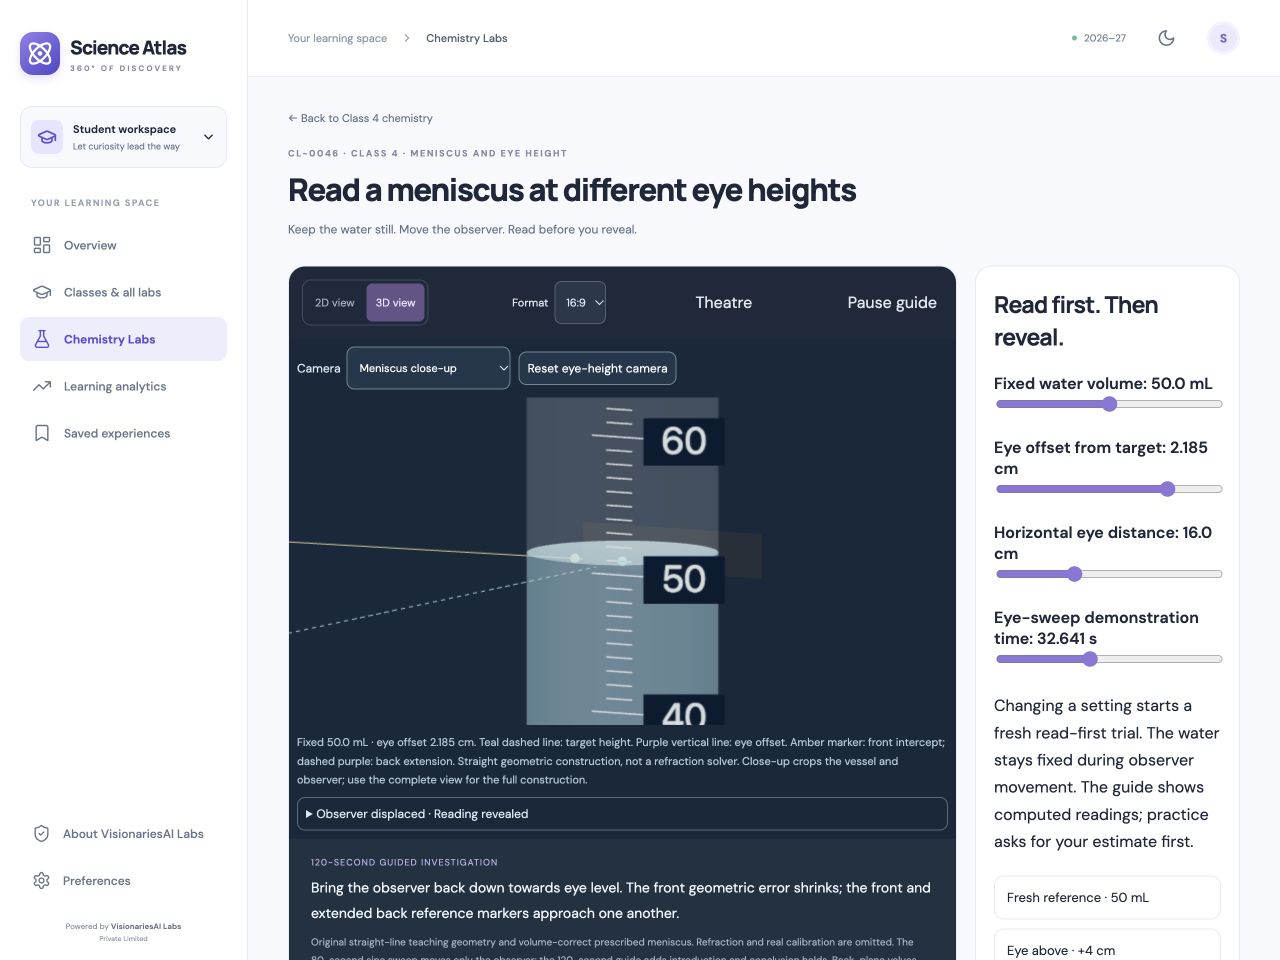 Science Atlas
360° OF DISCOVERY
Student workspace
Let curiosity lead the way
YOUR LEARNING SPACE
Overview
Classes & all labs
Chemistry Labs
Learning analytics
Saved experiences
About VisionariesAI Labs
Preferences
Powered by VisionariesAI Labs
Private Limited
Your learning space > Chemistry Labs
2026–27
S
← Back to Class 4 chemistry
CL-0046 · CLASS 4 · MENISCUS AND EYE HEIGHT
Read a meniscus at different eye heights
Keep the water still. Move the observer. Read before you reveal.
2D view 3D view Format 16:9 Theatre Pause guide
Camera Meniscus close-up Reset eye-height camera
60
50
40
Fixed 50.0 mL · eye offset 2.185 cm. Teal dashed line: target height. Purple vertical line: eye offset. Amber marker: front intercept;
dashed purple: back extension. Straight geometric construction, not a refraction solver. Close-up crops the vessel and
observer; use the complete view for the full construction.
▶ Observer displaced · Reading revealed
120-SECOND GUIDED INVESTIGATION
Bring the observer back down towards eye level. The front geometric error shrinks; the front and
extended back reference markers approach one another.
Original straight-line teaching geometry and volume-correct prescribed meniscus. Refraction and real calibration are omitted. The
Read first. Then
reveal.
Fixed water volume: 50.0 mL
Eye offset from target: 2.185
cm
Horizontal eye distance: 16.0
cm
Eye-sweep demonstration
time: 32.641 s
Changing a setting starts a
fresh read-first trial. The water
stays fixed during observer
movement. The guide shows
computed readings; practice
asks for your estimate first.
Fresh reference · 50 mL
Eye above · +4 cm